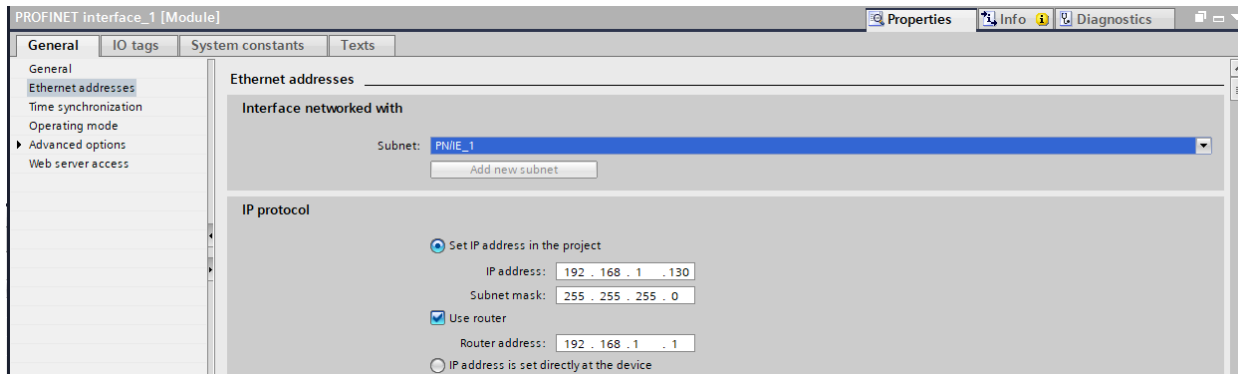 PROFINET interface_1 [Module]
Properties
Info
Diagnostics
General
IO tags
System constants
Texts
General
Ethernet addresses
Time synchronization
Operating mode
Advanced options
Web server access
Ethernet addresses
Interface networked with
Subnet: PN/IE_1
Add new subnet
IP protocol
Set IP address in the project
IP address: 192 . 168 . 1 . 130
Subnet mask: 255 . 255 . 255 . 0
Use router
Router address: 192 . 168 . 1 . 1
IP address is set directly at the device